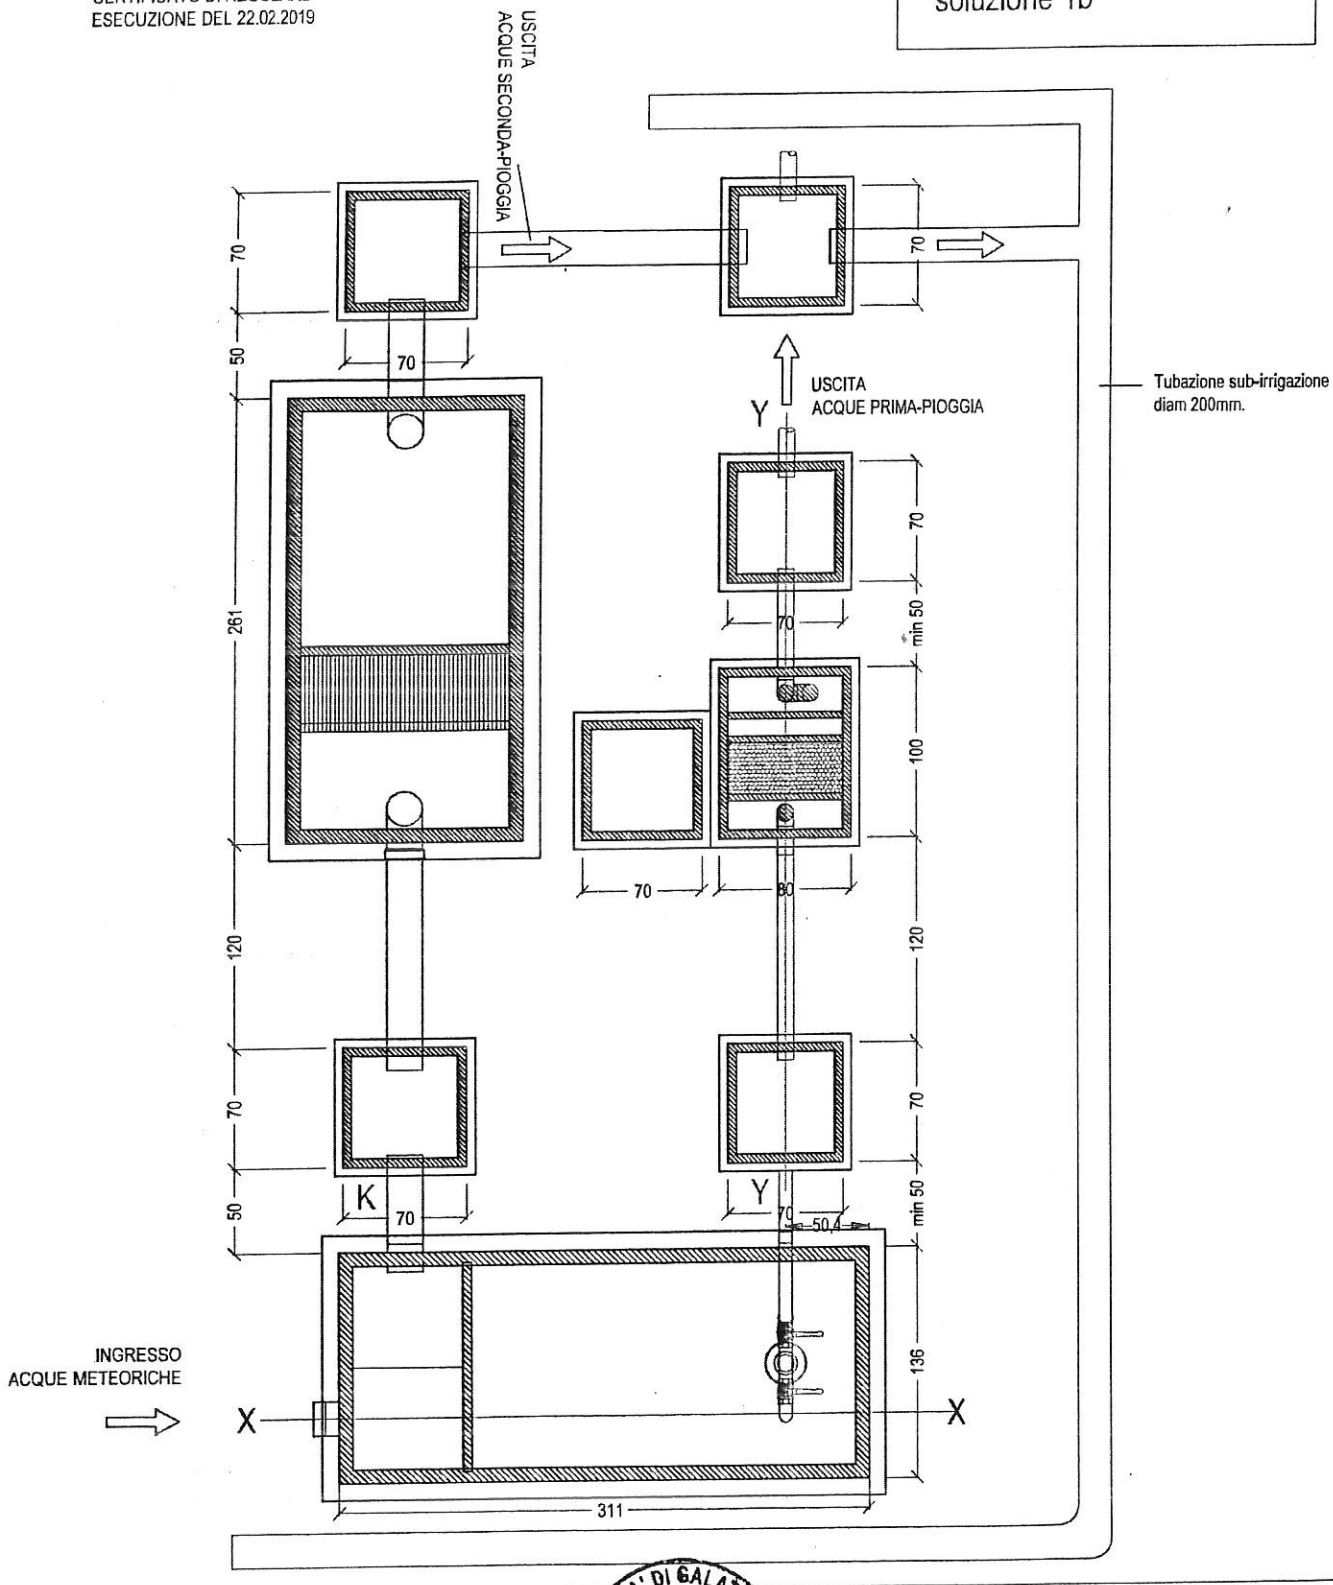 ESECUZIONE DEL 22.02.2019
soluzione 1b
USCITA
ACQUE SECONDA-PIOGGIA
70
70
50
70
USCITA
ACQUE PRIMA-PIOGGIA
Y
Tubazione sub-irrigazione
diam 200mm.
70
261
70
min 50
100
70
80
120
120
70
70
K
70
Y
70
50
min 50
50,4
INGRESSO
ACQUE METEORICHE
X
X
136
311